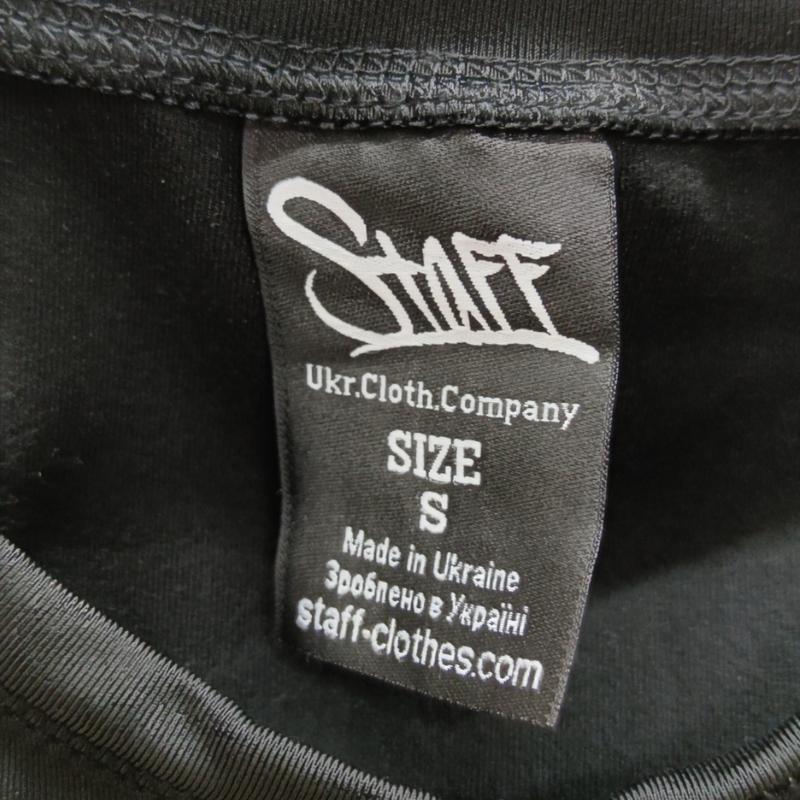 Staff
Ukr.Cloth.Company
SIZE
S
Made in Ukraine
Зроблено в Україні
staff-clothes.com